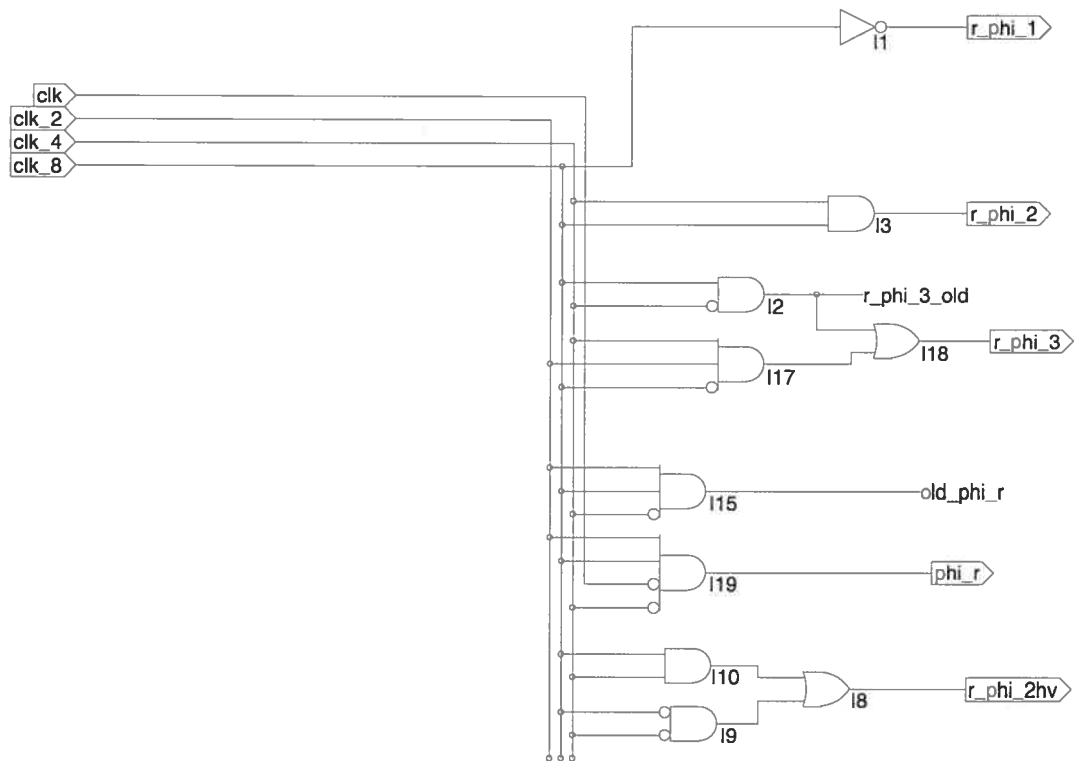 r_phi_1
I1
clk
clk_2
clk_4
clk_8
r_phi_2
I3
r_phi_3_old
I2
r_phi_3
I18
I17
old_phi_r
I15
phi_r
I19
I10
r_phi_2hv
I8
I9